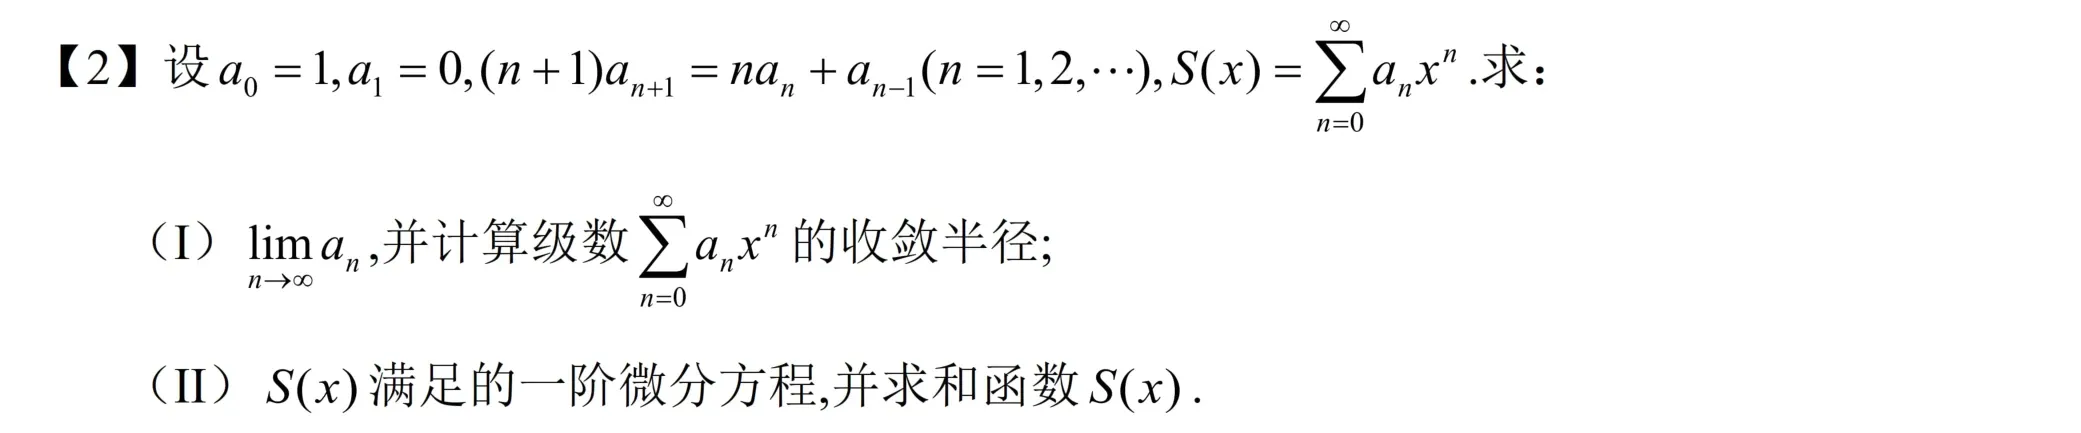 【2】设 $a_0 = 1, a_1 = 0, (n+1)a_{n+1} = na_n + a_{n-1}(n = 1, 2, \cdots), S(x) = \sum_{n=0}^{\infty} a_n x^n$ .求：
（I） $\lim_{n \to \infty} a_n$ ,并计算级数 $\sum_{n=0}^{\infty} a_n x^n$ 的收敛半径;
（II） $S(x)$ 满足的一阶微分方程,并求和函数 $S(x)$ .